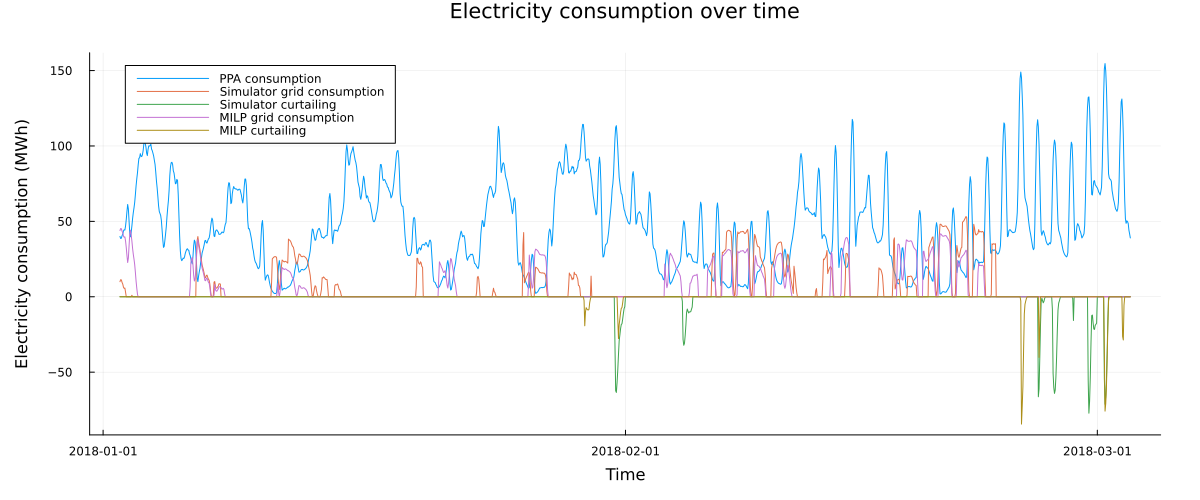 Electricity consumption over time
Electricity consumption (MWh)
150
100
50
0
−50
PPA consumption
Simulator grid consumption
Simulator curtailing
MILP grid consumption
MILP curtailing
2018-01-01
2018-02-01
2018-03-01
Time